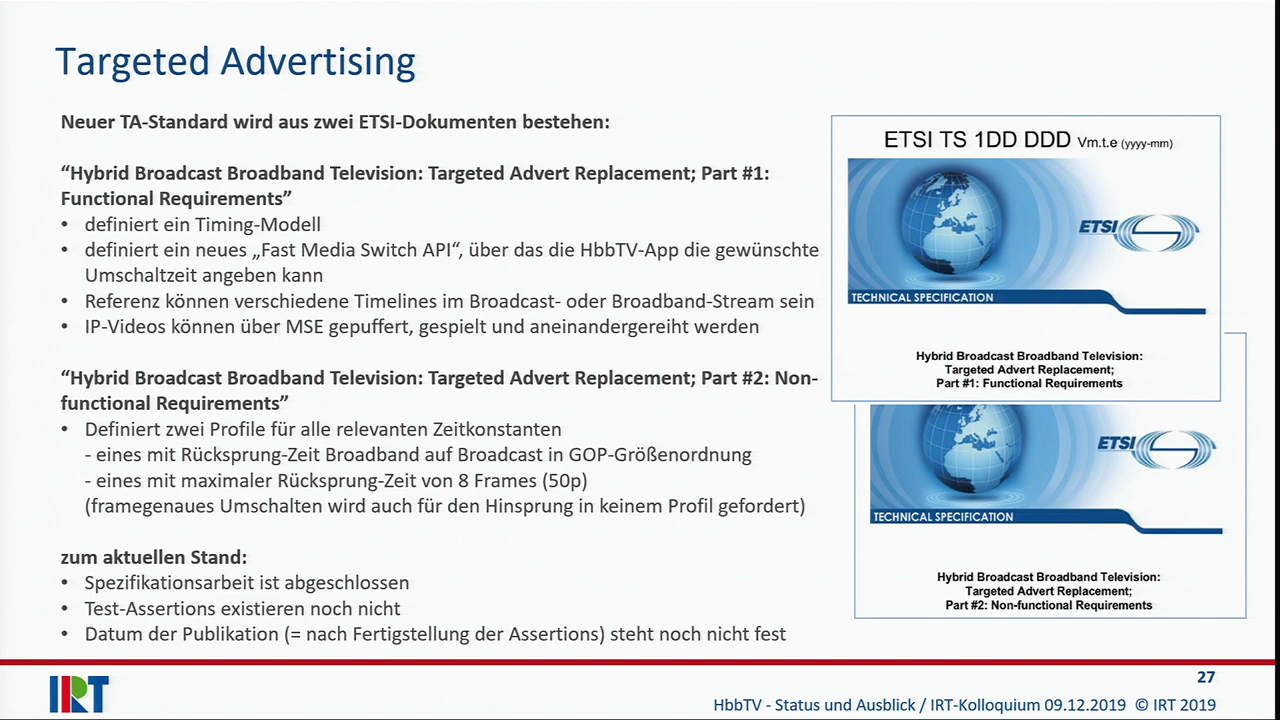 Targeted Advertising
Neuer TA-Standard wird aus zwei ETSI-Dokumenten bestehen:
“Hybrid Broadcast Broadband Television: Targeted Advert Replacement; Part #1:
Functional Requirements”
• definiert ein Timing-Modell
• definiert ein neues „Fast Media Switch API“, über das die HbbTV-App die gewünschte
Umschaltzeit angeben kann
• Referenz können verschiedene Timelines im Broadcast- oder Broadband-Stream sein
• IP-Videos können über MSE gepuffert, gespielt und aneinandergereiht werden
“Hybrid Broadcast Broadband Television: Targeted Advert Replacement; Part #2: Non-
functional Requirements”
• Definiert zwei Profile für alle relevanten Zeitkonstanten
- eines mit Rücksprung-Zeit Broadband auf Broadcast in GOP-Größenordnung
- eines mit maximaler Rücksprung-Zeit von 8 Frames (50p)
(framegenaues Umschalten wird auch für den Hinsprung in keinem Profil gefordert)
zum aktuellen Stand:
• Spezifikationsarbeit ist abgeschlossen
• Test-Assertions existieren noch nicht
• Datum der Publikation (= nach Fertigstellung der Assertions) steht noch nicht fest
ETSI TS 1DD DDD Vm.t.e (yyyy-mm)
ETSI
TECHNICAL SPECIFICATION
Hybrid Broadcast Broadband Television:
Targeted Advert Replacement;
Part #1: Functional Requirements
ETSI
TECHNICAL SPECIFICATION
Hybrid Broadcast Broadband Television:
Targeted Advert Replacement;
Part #2: Non-functional Requirements
27
IRT
HbbTV - Status und Ausblick / IRT-Kolloquium 09.12.2019 © IRT 2019